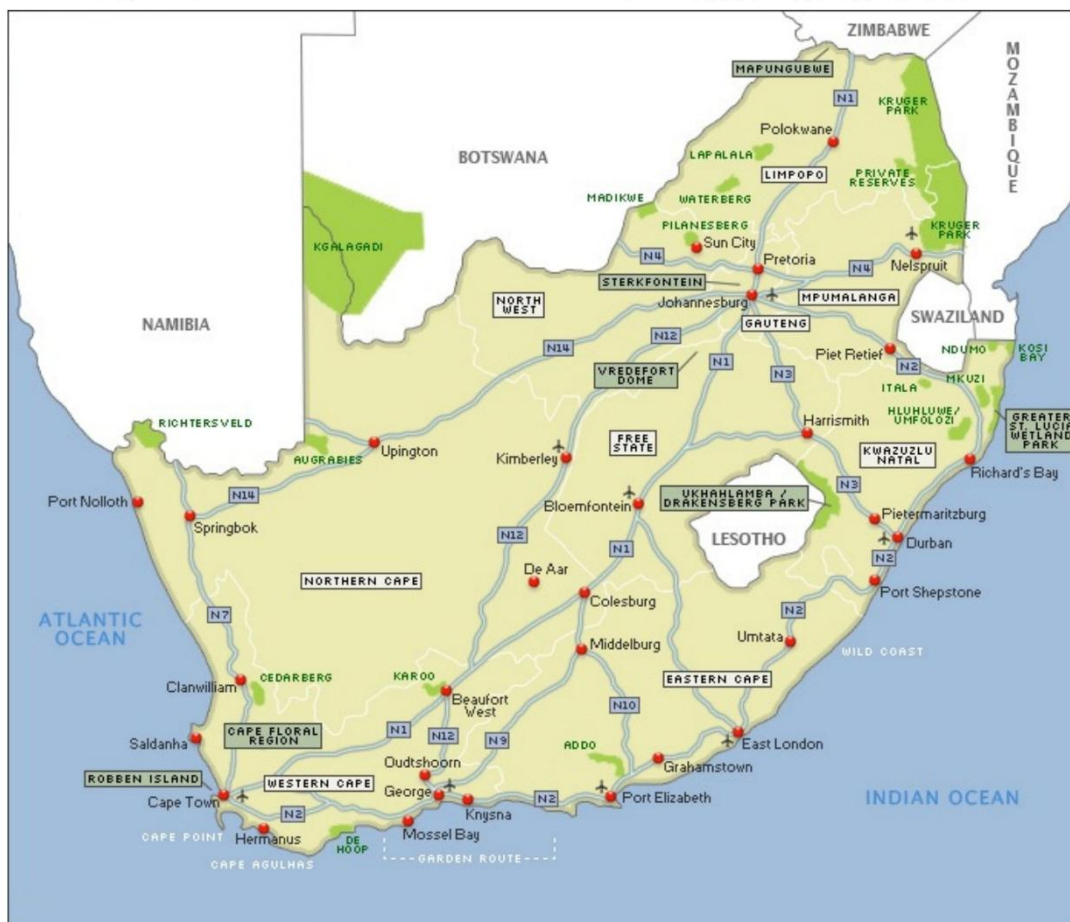 ZIMBABWE
MOZAMBIQUE
MAPUNGUBWE
N1
KRUGER
PARK
Polokwane
BOTSWANA
LAPALALA
LIMPOPO
PRIVATE
RESERVES
MADIKWE
WATERBERG
PILANESBERG
KRUGER
PARK
KGALAGADI
Sun City
N4
Pretoria
N4
Nelspruit
STERKFONTEIN
Johannesburg
MPUMALANGA
NORTH
WEST
NAMIBIA
GAUTENG
SWAZILAND
N14
N12
N1
N3
Piet Retief
N2
NDUMO
KOSI
BAY
VREDEFORT
DOME
ITALA
MKUZI
RICHTERSVELD
HLUHLUWE/
UMFOLOZI
GREATER
ST. LUCIA
WETLAND
PARK
Harrismith
AUGRABIES
Upington
FREE
STATE
Kimberley
KWAZUZLU
NATAL
Richard's Bay
Port Nolloth
N14
Springbok
Bloemfontein
UKHAHLAMBA /
DRAKENSBERG PARK
N3
Pietermaritzburg
N12
LESOTHO
Durban
N1
N2
De Aar
NORTHERN CAPE
Colesburg
Port Shepstone
ATLANTIC
OCEAN
N7
N2
Middelburg
Umtata
WILD COAST
Clanwilliam
CEDARBERG
KAROO
Beaufort
West
EASTERN CAPE
N10
Saldanha
CAPE FLORAL
REGION
N1
N12
N9
ADDO
East London
Oudtshoorn
Grahamstown
ROBBEN ISLAND
WESTERN CAPE
George
Cape Town
Knysna
N2
Port Elizabeth
INDIAN OCEAN
N2
CAPE POINT
Hermanus
DE
HOOP
Mossel Bay
CAPE AGULHAS
GARDEN ROUTE